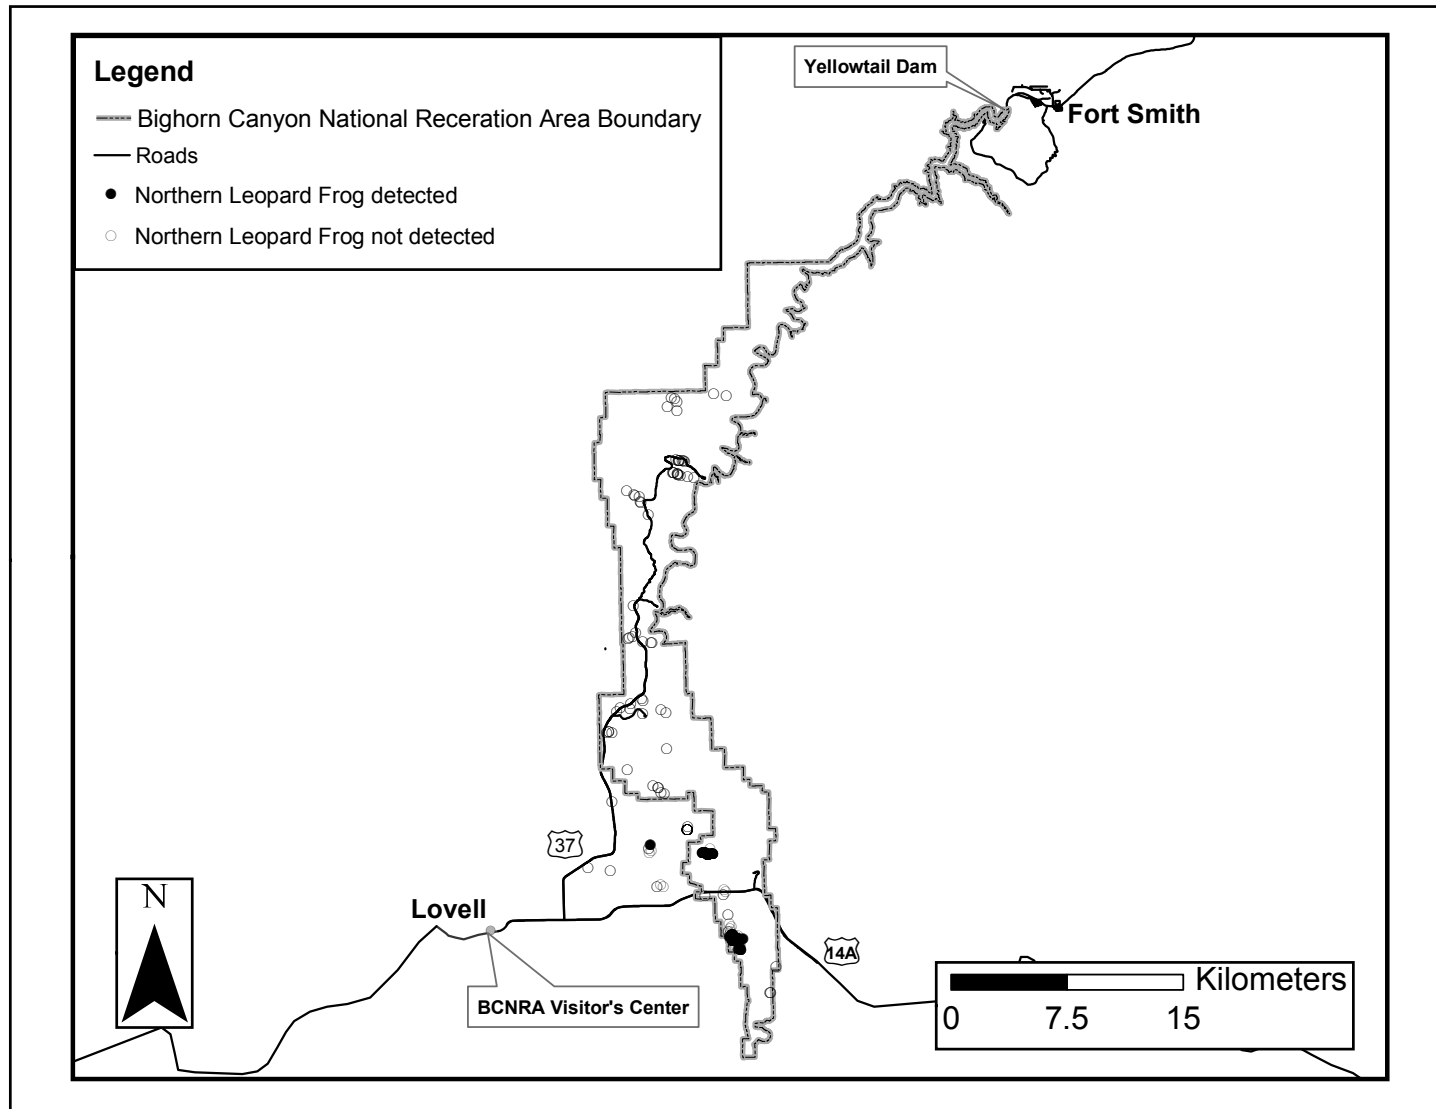 Legend
Bighorn Canyon National Receration Area Boundary
Roads
Northern Leopard Frog detected
Northern Leopard Frog not detected
Yellowtail Dam
Fort Smith
37
Lovell
14A
BCNRA Visitor's Center
N
Kilometers
0 7.5 15